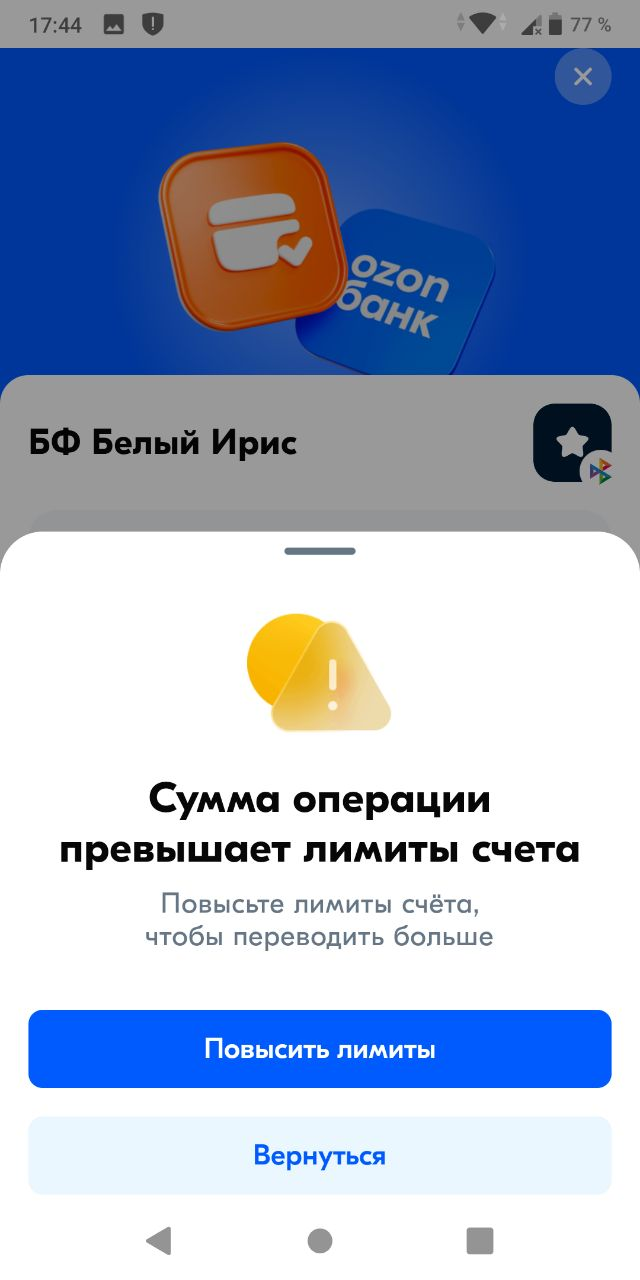 17:44
77 %
ozon
банк
БФ Белый Ирис
Сумма операции
превышает лимиты счета
Повысьте лимиты счёта,
чтобы переводить больше
Повысить лимиты
Вернуться